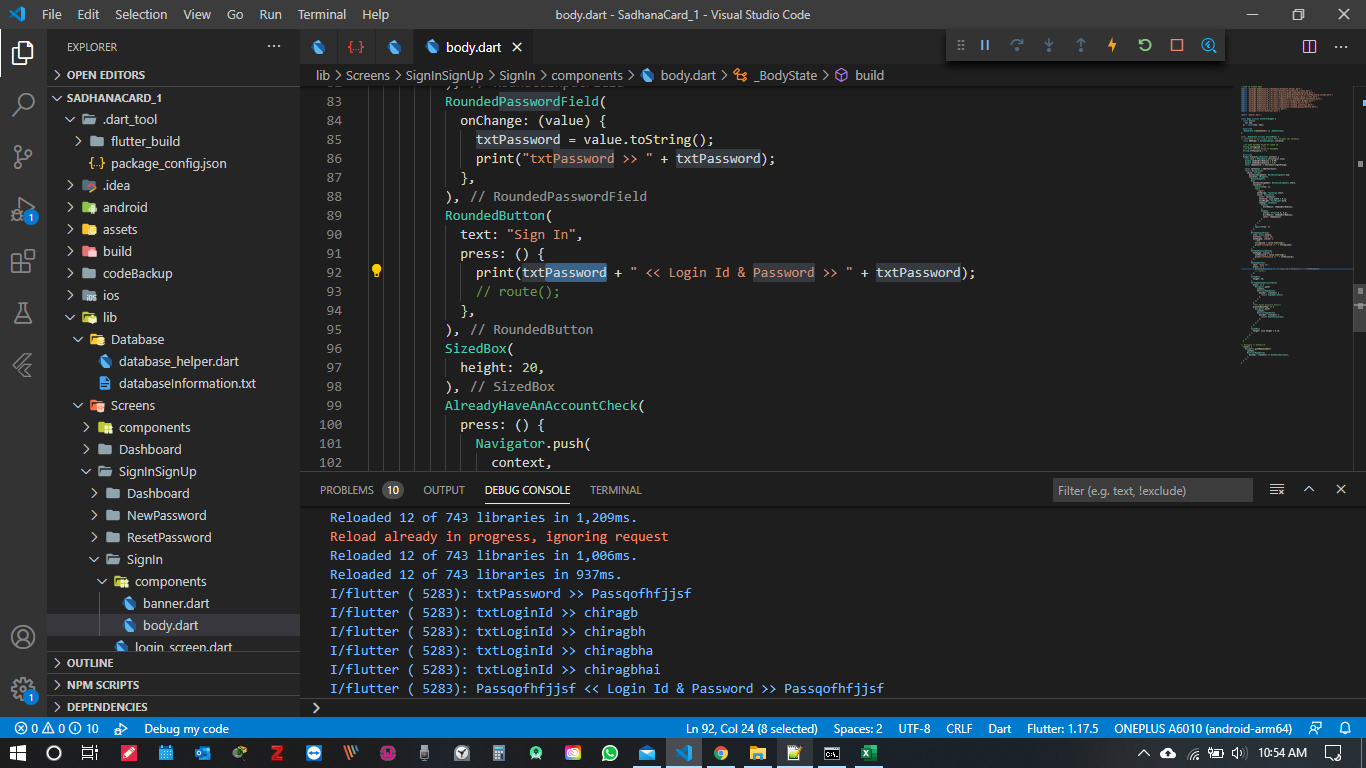 File Edit Selection View Go Run Terminal Help body.dart - SadhanaCard_1 - Visual Studio Code
EXPLORER
OPEN EDITORS
SADHANACARD_1
.dart_tool
flutter_build
package_config.json
.idea
android
assets
build
codeBackup
ios
lib
Database
database_helper.dart
databaseInformation.txt
Screens
components
Dashboard
SignInSignUp
Dashboard
NewPassword
ResetPassword
SignIn
components
banner.dart
body.dart
login_screen.dart
OUTLINE
NPM SCRIPTS
DEPENDENCIES
body.dart
lib > Screens > SignInSignUp > SignIn > components > body.dart > _BodyState > build
83 RoundedPasswordField(
84 onChange: (value) {
85 txtPassword = value.toString();
86 print("txtPassword >> " + txtPassword);
87 },
88 ), // RoundedPasswordField
89 RoundedButton(
90 text: "Sign In",
91 press: () {
92 print(txtPassword + " << Login Id & Password >> " + txtPassword);
93 // route();
94 },
95 ), // RoundedButton
96 SizedBox(
97 height: 20,
98 ), // SizedBox
99 AlreadyHaveAnAccountCheck(
100 press: () {
101 Navigator.push(
102 context,
PROBLEMS 10 OUTPUT DEBUG CONSOLE TERMINAL Filter (e.g. text, !exclude)
Reloaded 12 of 743 libraries in 1,209ms.
Reload already in progress, ignoring request
Reloaded 12 of 743 libraries in 1,006ms.
Reloaded 12 of 743 libraries in 937ms.
I/flutter ( 5283): txtPassword >> Passqofhfjjsf
I/flutter ( 5283): txtLoginId >> chiragb
I/flutter ( 5283): txtLoginId >> chiragbh
I/flutter ( 5283): txtLoginId >> chiragbha
I/flutter ( 5283): txtLoginId >> chiragbhai
I/flutter ( 5283): Passqofhfjjsf << Login Id & Password >> Passqofhfjjsf
0 0 10 Debug my code Ln 92, Col 24 (8 selected) Spaces: 2 UTF-8 CRLF Dart Flutter: 1.17.5 ONEPLUS A6010 (android-arm64)
10:54 AM